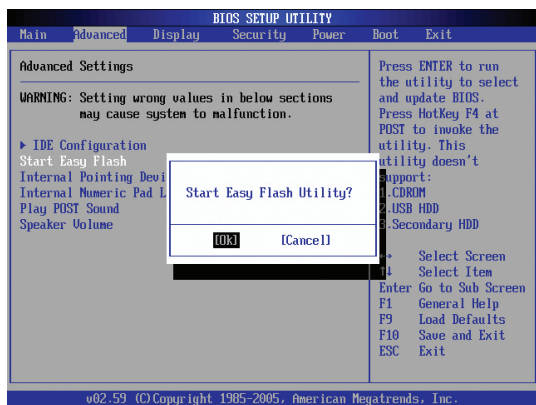 BIOS SETUP UTILITY
Main Advanced Display Security Power Boot Exit
Advanced Settings
WARNING: Setting wrong values in below sections
may cause system to malfunction.
▶ IDE Configuration
Start Easy Flash
Internal Pointing Devi
Internal Numeric Pad L
Play POST Sound
Speaker Volume
Start Easy Flash Utility?
[Ok] [Cancel]
Press ENTER to run
the utility to select
and update BIOS.
Press HotKey F4 at
POST to invoke the
utility. This
utility doesn't
support:
1.CDROM
2.USB HDD
3.Secondary HDD
↔ Select Screen
↑↓ Select Item
Enter Go to Sub Screen
F1 General Help
F9 Load Defaults
F10 Save and Exit
ESC Exit
v02.59 (C)Copyright 1985-2005, American Megatrends, Inc.